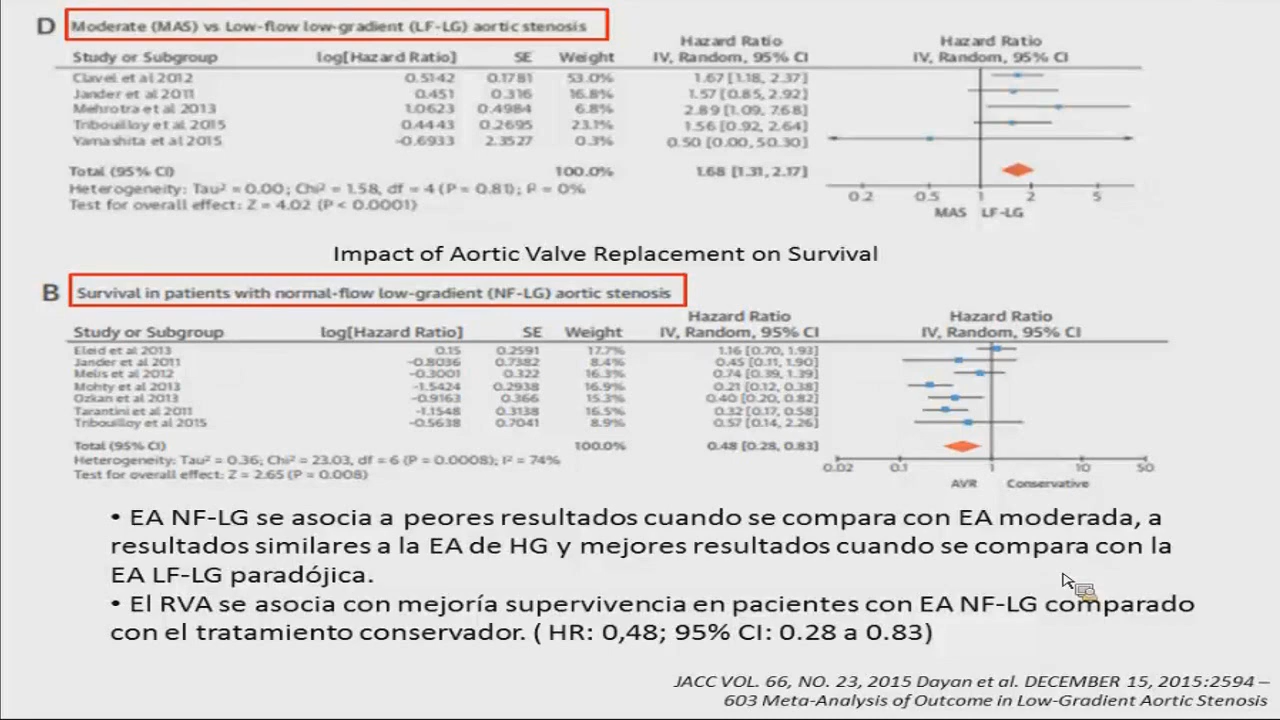 D Moderate (MAS) vs Low-flow low-gradient (LF-LG) aortic stenosis
Hazard Ratio Hazard Ratio
Study or Subgroup log[Hazard Ratio] SE Weight IV, Random, 95% CI IV, Random, 95% CI
Clavel et al 2012 0.5142 0.1781 53.0% 1.67 [1.18, 2.37]
Jander et al 2011 0.451 0.316 16.8% 1.57 [0.85, 2.92]
Mehrotra et al 2013 1.0623 0.4984 6.8% 2.89 [1.09, 7.68]
Tribouilloy et al 2015 0.4443 0.2695 23.1% 1.56 [0.92, 2.64]
Yamashita et al 2015 -0.6933 2.3527 0.3% 0.50 [0.00, 50.30]
Total (95% CI) 100.0% 1.68 [1.31, 2.17]
Heterogeneity: Tau² = 0.00; Chi² = 1.58, df = 4 (P = 0.81); I² = 0%
Test for overall effect: Z = 4.02 (P < 0.0001)
0.2 0.5 1 2 5
MAS LF-LG
Impact of Aortic Valve Replacement on Survival
B Survival in patients with normal-flow low-gradient (NF-LG) aortic stenosis
Hazard Ratio Hazard Ratio
Study or Subgroup log[Hazard Ratio] SE Weight IV, Random, 95% CI IV, Random, 95% CI
Eleid et al 2013 0.15 0.2591 17.7% 1.16 [0.70, 1.93]
Jander et al 2011 -0.8036 0.7382 8.4% 0.45 [0.11, 1.90]
Melis et al 2012 -0.3001 0.322 16.3% 0.74 [0.39, 1.39]
Mohty et al 2013 -1.5424 0.2938 16.9% 0.21 [0.12, 0.38]
Ozkan et al 2013 -0.9163 0.366 15.3% 0.40 [0.20, 0.82]
Tarantini et al 2011 -1.1548 0.3138 16.5% 0.32 [0.17, 0.58]
Tribouilloy et al 2015 -0.5638 0.7041 8.9% 0.57 [0.14, 2.26]
Total (95% CI) 100.0% 0.48 [0.28, 0.83]
Heterogeneity: Tau² = 0.36; Chi² = 23.03, df = 6 (P = 0.0008); I² = 74%
Test for overall effect: Z = 2.65 (P = 0.008)
0.02 0.1 1 10 50
AVR Conservative
• EA NF-LG se asocia a peores resultados cuando se compara con EA moderada, a
resultados similares a la EA de HG y mejores resultados cuando se compara con la
EA LF-LG paradójica.
• El RVA se asocia con mejoría supervivencia en pacientes con EA NF-LG comparado
con el tratamiento conservador. ( HR: 0,48; 95% CI: 0.28 a 0.83)
JACC VOL. 66, NO. 23, 2015 Dayan et al. DECEMBER 15, 2015:2594 –
603 Meta-Analysis of Outcome in Low-Gradient Aortic Stenosis